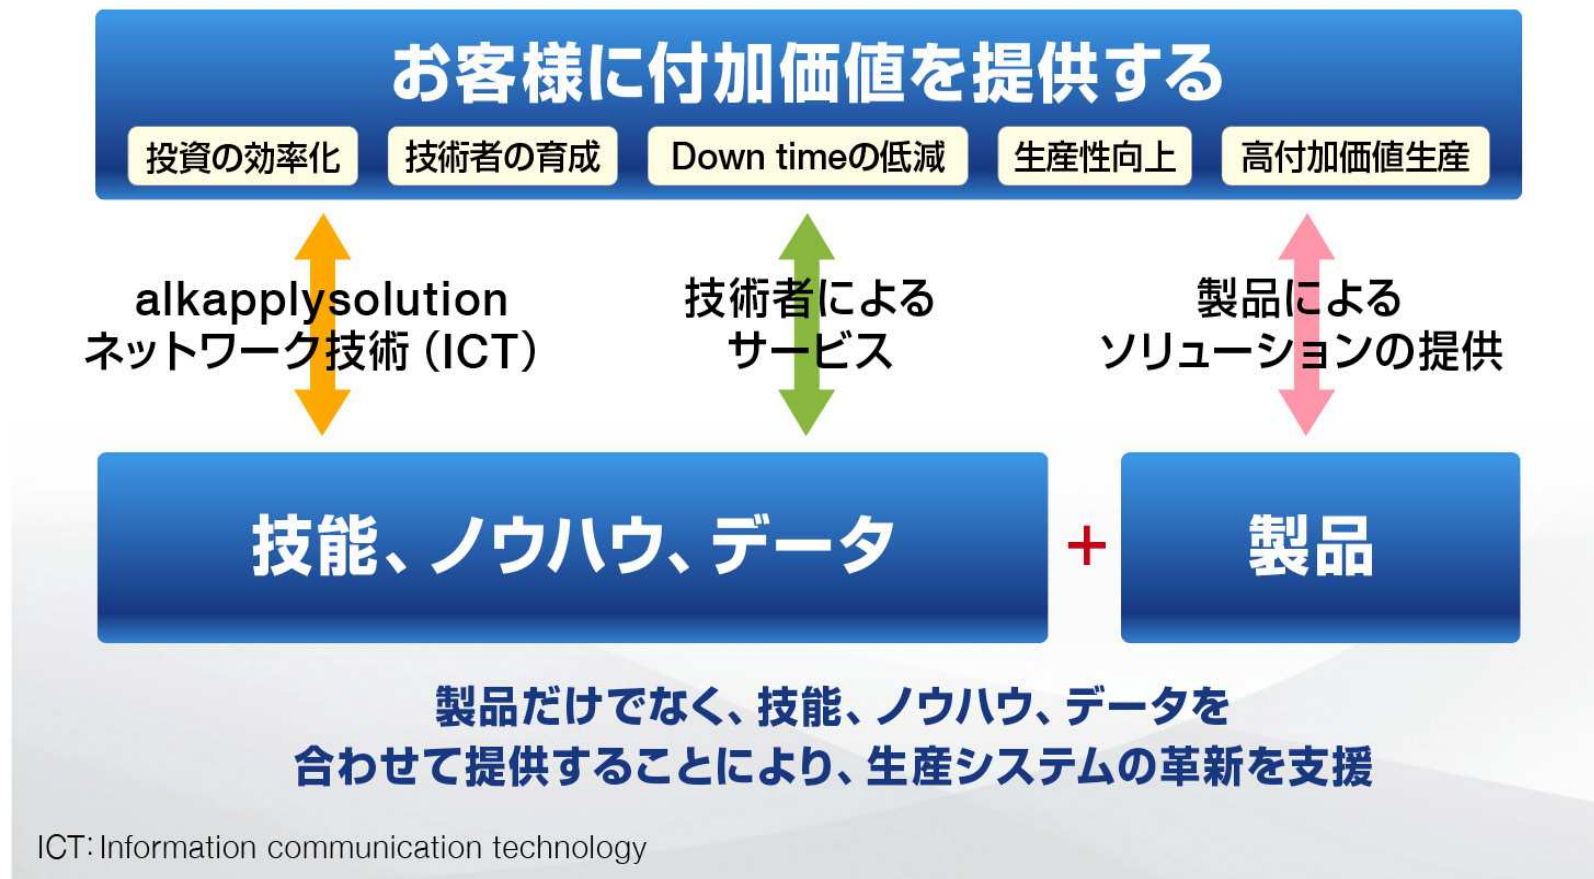 お客様に付加価値を提供する
投資の効率化 技術者の育成 Down timeの低減 生産性向上 高付加価値生産
alkapplysolution
ネットワーク技術（ICT）
技術者による
サービス
製品による
ソリューションの提供
技能、ノウハウ、データ + 製品
製品だけでなく、技能、ノウハウ、データを
合わせて提供することにより、生産システムの革新を支援
ICT：Information communication technology